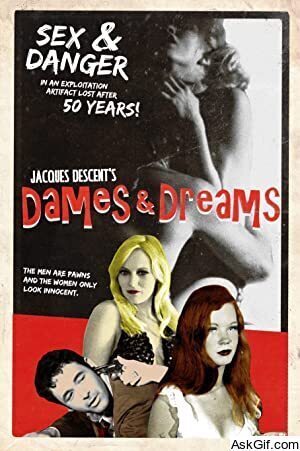 SEX &
DANGER
IN AN EXPLOITATION
ARTIFACT LOST AFTER
50 YEARS!
JACQUES DESCENT'S
DAMES & DREAMS
THE MEN ARE PAWNS
AND THE WOMEN ONLY
LOOK INNOCENT.
AskGif.com